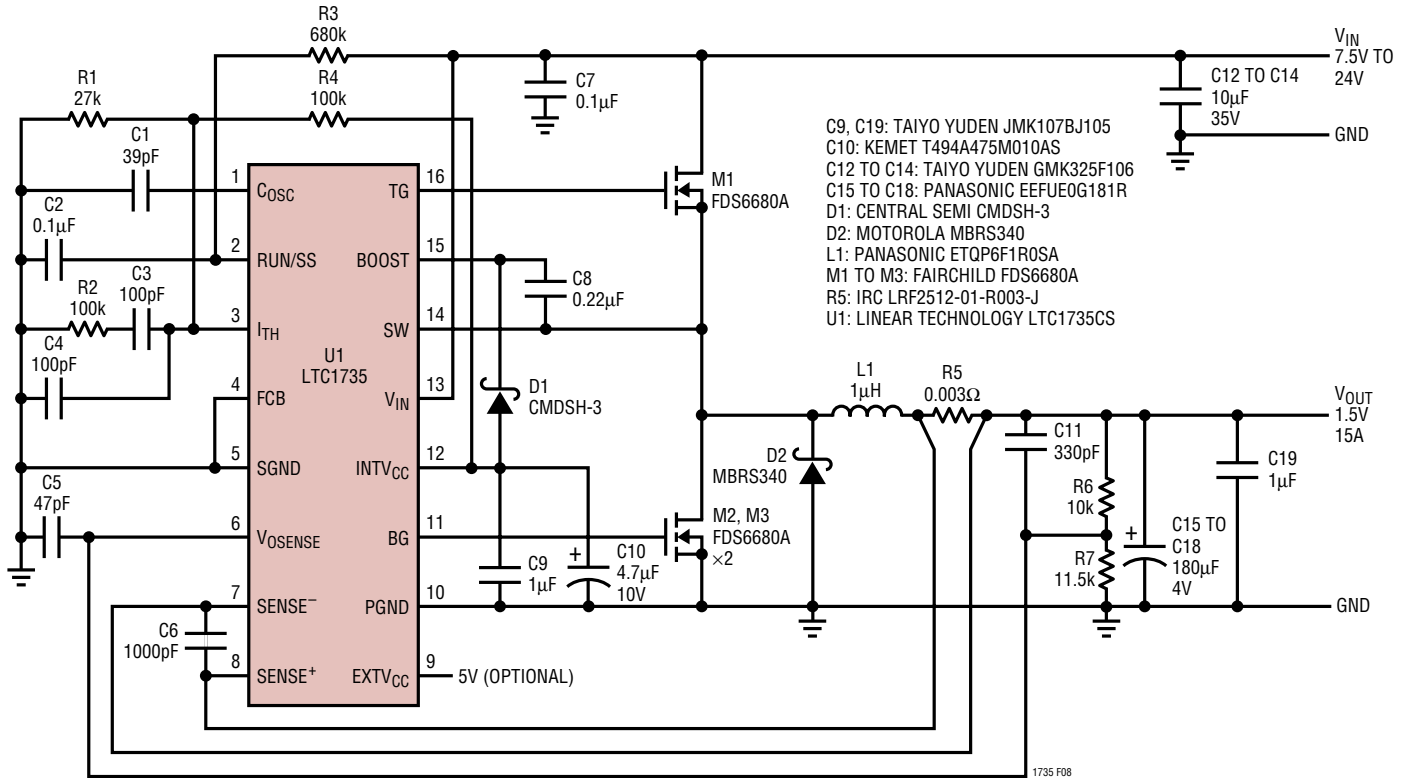 R3
680k
R1
27k
R4
100k
C7
0.1µF
C12 TO C14
10µF
35V
VIN
7.5V TO
24V
GND
C1
39pF
C2
0.1µF
C3
100pF
R2
100k
C4
100pF
C5
47pF
C6
1000pF
U1
LTC1735
1
COSC
2
RUN/SS
3
ITH
4
FCB
5
SGND
6
VOSENSE
7
SENSE−
8
SENSE+
16
TG
15
BOOST
14
SW
13
VIN
12
INTVCC
11
BG
10
PGND
9
EXTVCC
5V (OPTIONAL)
M1
FDS6680A
C8
0.22µF
D1
CMDSH-3
C9
1µF
+
C10
4.7µF
10V
M2, M3
FDS6680A
×2
D2
MBRS340
C9, C19: TAIYO YUDEN JMK107BJ105
C10: KEMET T494A475M010AS
C12 TO C14: TAIYO YUDEN GMK325F106
C15 TO C18: PANASONIC EEFUE0G181R
D1: CENTRAL SEMI CMDSH-3
D2: MOTOROLA MBRS340
L1: PANASONIC ETQP6F1R0SA
M1 TO M3: FAIRCHILD FDS6680A
R5: IRC LRF2512-01-R003-J
U1: LINEAR TECHNOLOGY LTC1735CS
L1
1µH
R5
0.003Ω
C11
330pF
R6
10k
R7
11.5k
+
C15 TO
C18
180µF
4V
C19
1µF
VOUT
1.5V
15A
GND
1735 F08